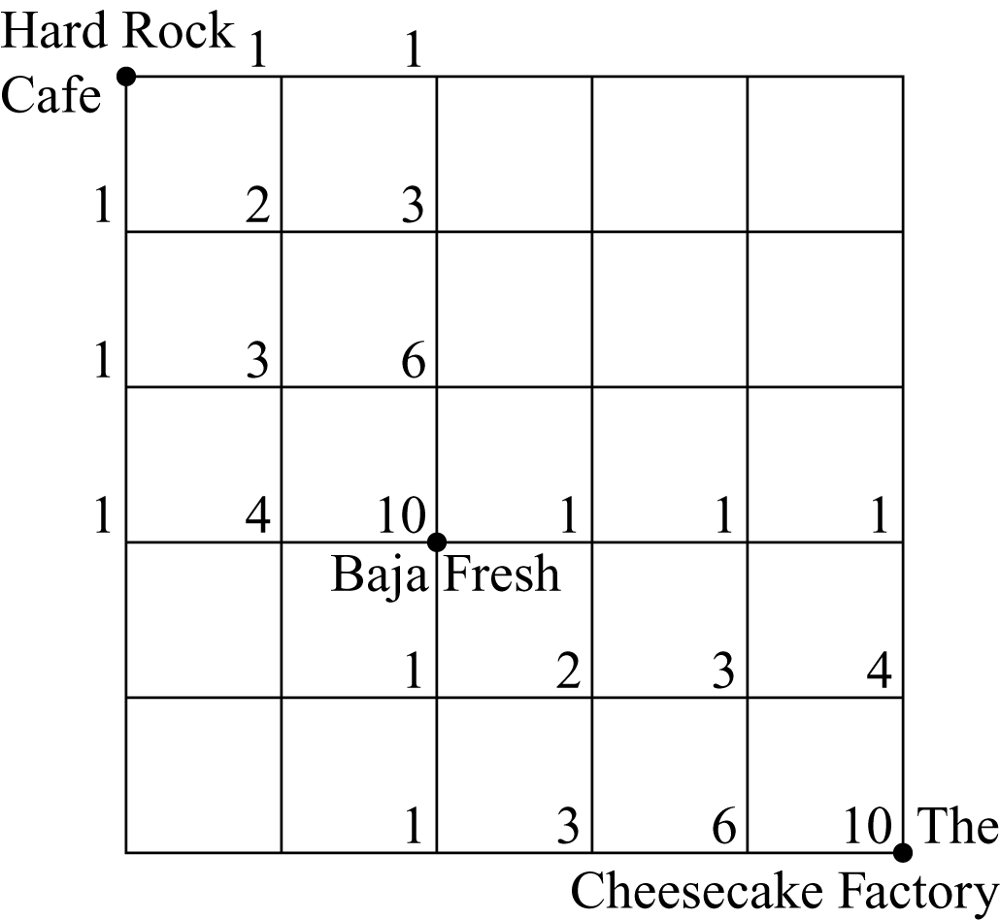 Hard Rock
Cafe
1 1
1 2 3
1 3 6
1 4 10 1 1 1
Baja Fresh
1 2 3 4
1 3 6 10 The
Cheesecake Factory